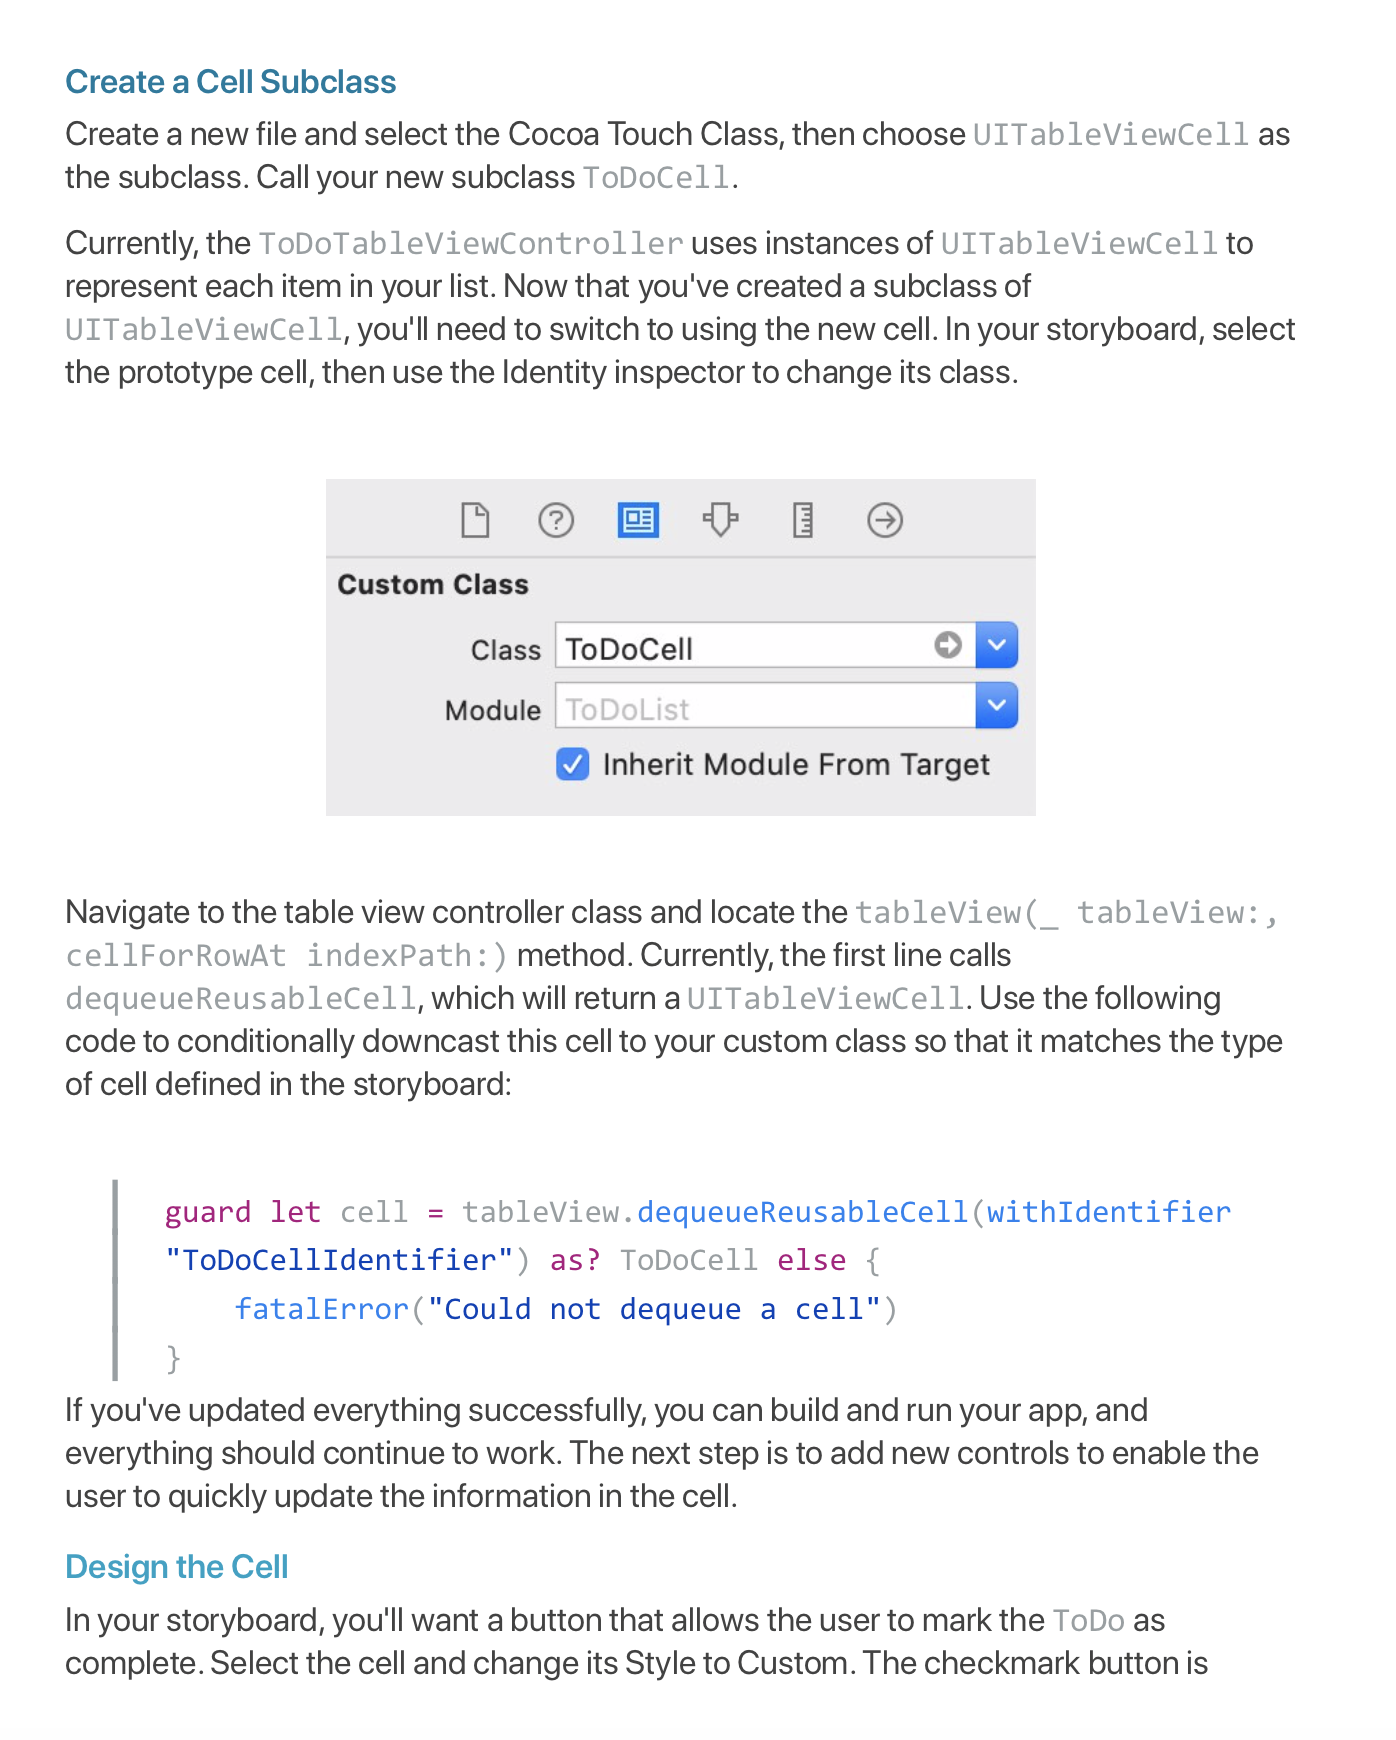 Create a Cell Subclass
Create a new file and select the Cocoa Touch Class, then choose UITableViewCell as
the subclass. Call your new subclass ToDoCell.
Currently, the ToDoTableViewController uses instances of UITableViewCell to
represent each item in your list. Now that you've created a subclass of
UITableViewCell, you'll need to switch to using the new cell. In your storyboard, select
the prototype cell, then use the Identity inspector to change its class.
Custom Class
Class ToDoCell
Module ToDoList
Inherit Module From Target
Navigate to the table view controller class and locate the tableView(_ tableView:,
cellForRowAt indexPath:) method. Currently, the first line calls
dequeueReusableCell, which will return a UITableViewCell. Use the following
code to conditionally downcast this cell to your custom class so that it matches the type
of cell defined in the storyboard:
guard let cell = tableView.dequeueReusableCell(withIdentifier
"ToDoCellIdentifier") as? ToDoCell else {
    fatalError("Could not dequeue a cell")
}
If you've updated everything successfully, you can build and run your app, and
everything should continue to work. The next step is to add new controls to enable the
user to quickly update the information in the cell.
Design the Cell
In your storyboard, you'll want a button that allows the user to mark the ToDo as
complete. Select the cell and change its Style to Custom. The checkmark button is